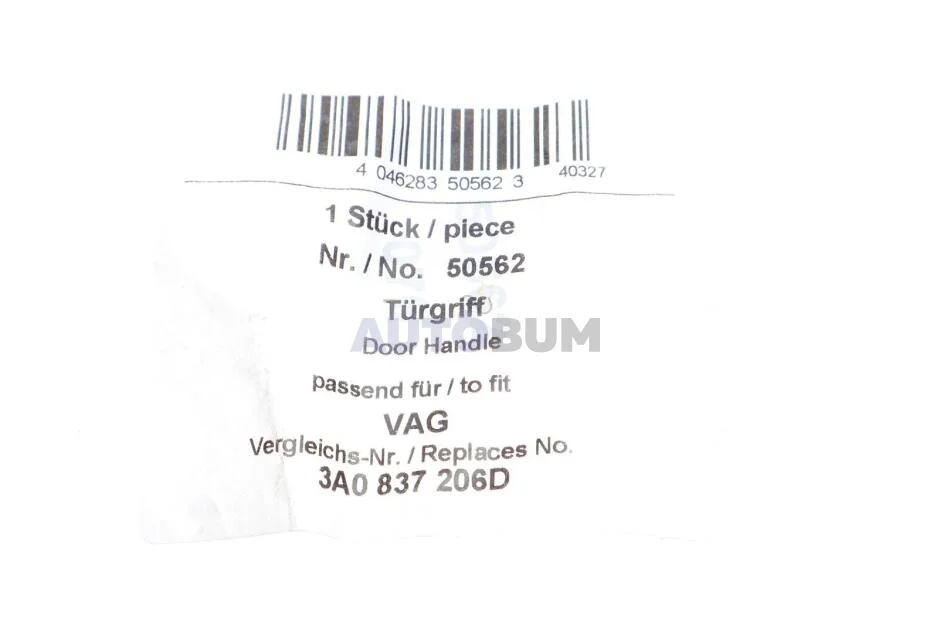 4 046283 50562 3 40327
1 Stück / piece
Nr. / No. 50562
Türgriff
AUTOBUM
Door Handle
passend für / to fit
VAG
Vergleichs-Nr. / Replaces No.
3A0 837 206D